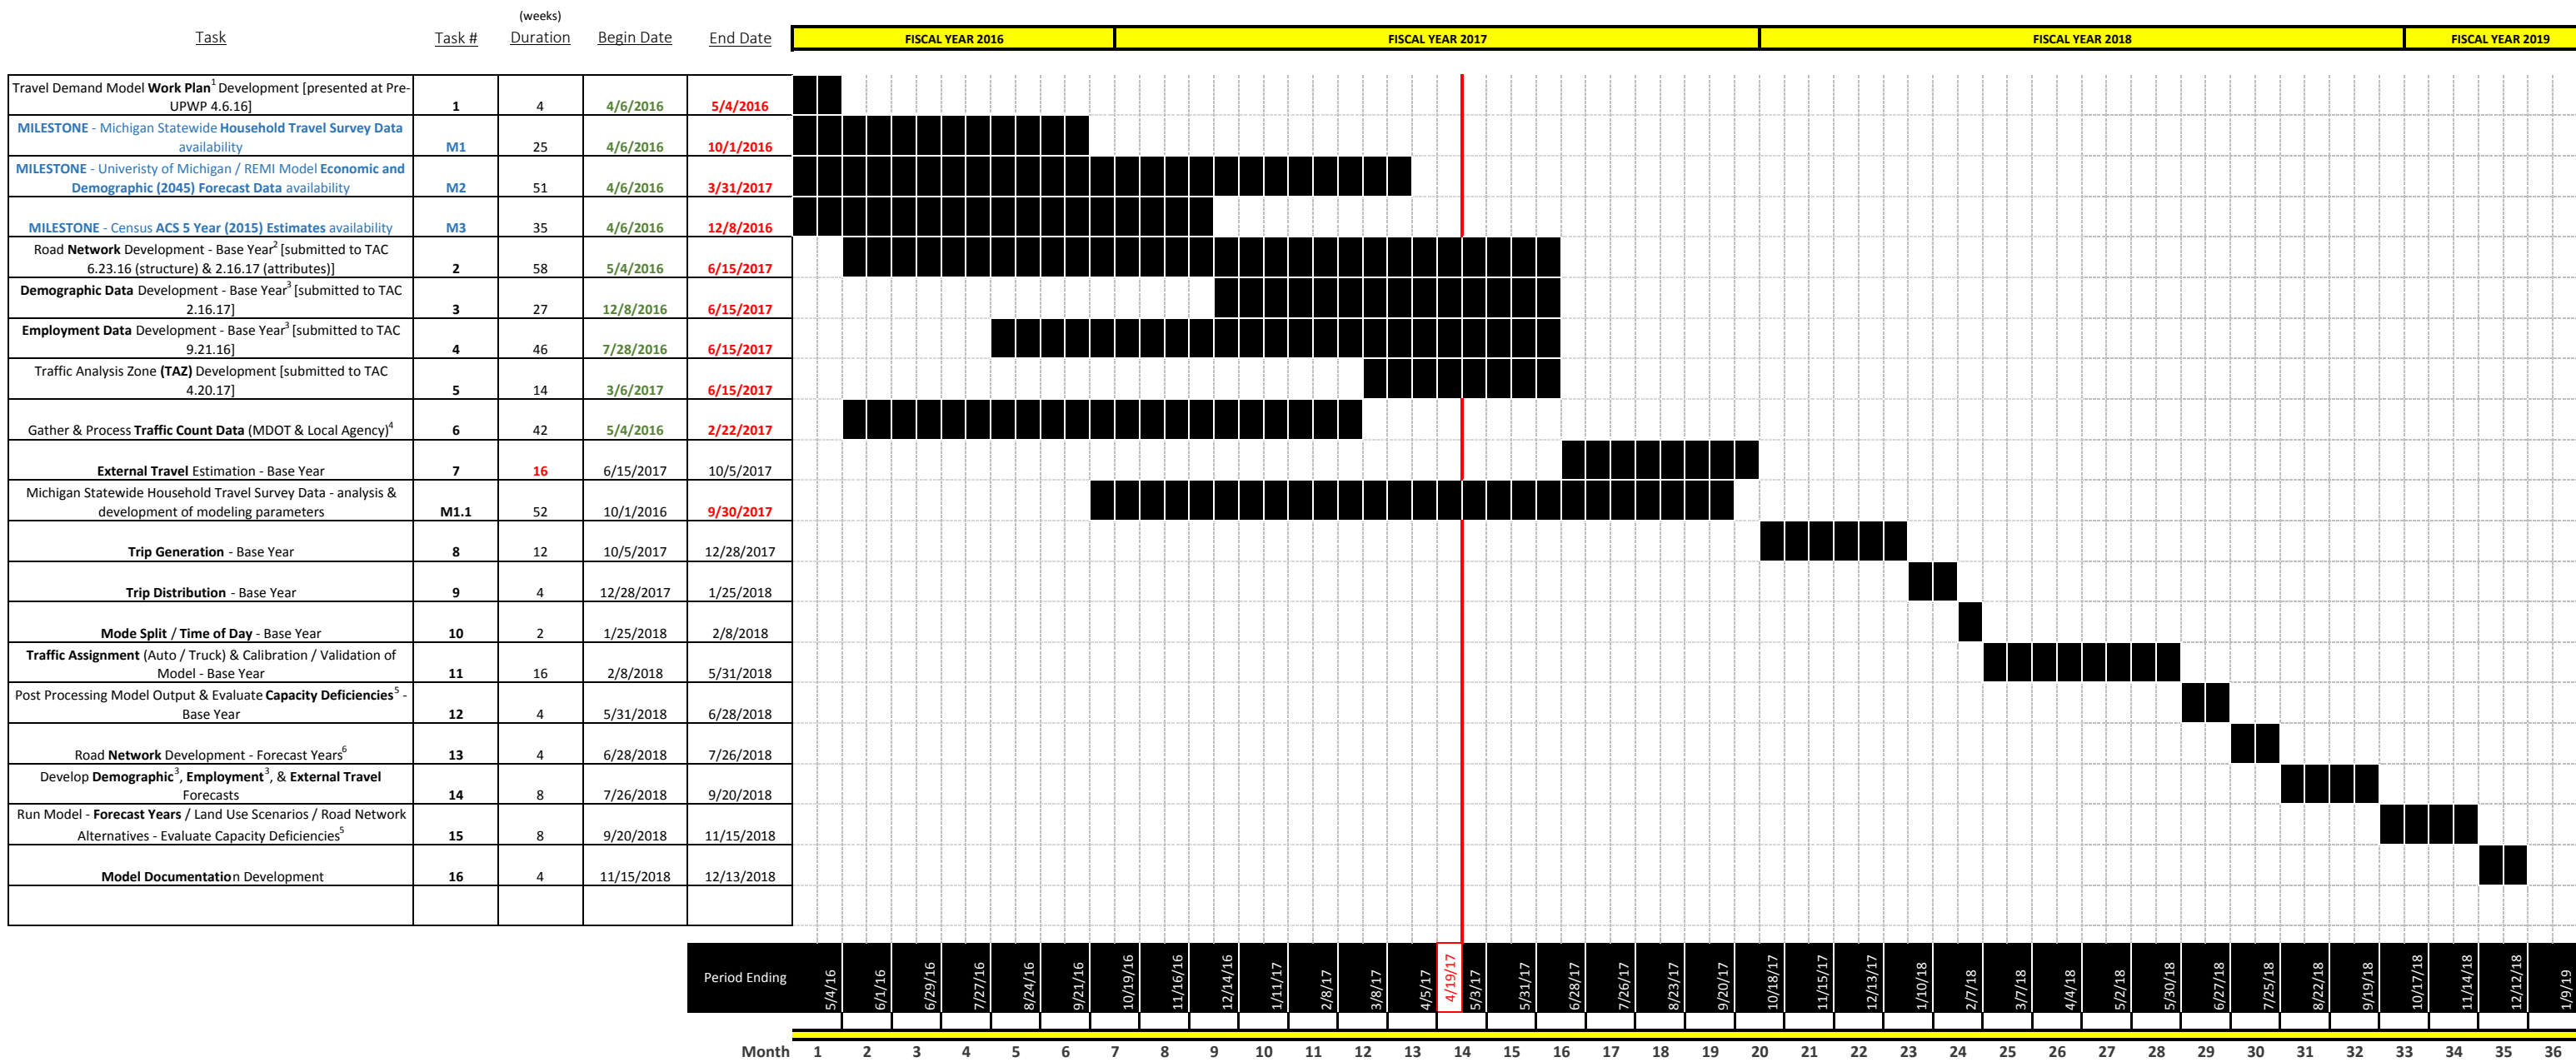 (weeks)
Task Task # Duration Begin Date End Date FISCAL YEAR 2016 FISCAL YEAR 2017 FISCAL YEAR 2018 FISCAL YEAR 2019
Travel Demand Model Work Plan1 Development [presented at Pre-
UPWP 4.6.16] 1 4 4/6/2016 5/4/2016
MILESTONE - Michigan Statewide Household Travel Survey Data
availability M1 25 4/6/2016 10/1/2016
MILESTONE - Univeristy of Michigan / REMI Model Economic and
Demographic (2045) Forecast Data availability M2 51 4/6/2016 3/31/2017
MILESTONE - Census ACS 5 Year (2015) Estimates availability M3 35 4/6/2016 12/8/2016
Road Network Development - Base Year2 [submitted to TAC
6.23.16 (structure) & 2.16.17 (attributes)] 2 58 5/4/2016 6/15/2017
Demographic Data Development - Base Year3 [submitted to TAC
2.16.17] 3 27 12/8/2016 6/15/2017
Employment Data Development - Base Year3 [submitted to TAC
9.21.16] 4 46 7/28/2016 6/15/2017
Traffic Analysis Zone (TAZ) Development [submitted to TAC
4.20.17] 5 14 3/6/2017 6/15/2017
Gather & Process Traffic Count Data (MDOT & Local Agency)4 6 42 5/4/2016 2/22/2017
External Travel Estimation - Base Year 7 16 6/15/2017 10/5/2017
Michigan Statewide Household Travel Survey Data - analysis &
development of modeling parameters M1.1 52 10/1/2016 9/30/2017
Trip Generation - Base Year 8 12 10/5/2017 12/28/2017
Trip Distribution - Base Year 9 4 12/28/2017 1/25/2018
Mode Split / Time of Day - Base Year 10 2 1/25/2018 2/8/2018
Traffic Assignment (Auto / Truck) & Calibration / Validation of
Model - Base Year 11 16 2/8/2018 5/31/2018
Post Processing Model Output & Evaluate Capacity Deficiencies5 -
Base Year 12 4 5/31/2018 6/28/2018
Road Network Development - Forecast Years6 13 4 6/28/2018 7/26/2018
Develop Demographic3, Employment3, & External Travel
Forecasts 14 8 7/26/2018 9/20/2018
Run Model - Forecast Years / Land Use Scenarios / Road Network
Alternatives - Evaluate Capacity Deficiencies5 15 8 9/20/2018 11/15/2018
Model Documentation Development 16 4 11/15/2018 12/13/2018
Period Ending 5/4/16 6/1/16 6/29/16 7/27/16 8/24/16 9/21/16 10/19/16 11/16/16 12/14/16 1/11/17 2/8/17 3/8/17 4/5/17 4/19/17 5/3/17 5/31/17 6/28/17 7/26/17 8/23/17 9/20/17 10/18/17 11/15/17 12/13/17 1/10/18 2/7/18 3/7/18 4/4/18 5/2/18 5/30/18 6/27/18 7/25/18 8/22/18 9/19/18 10/17/18 11/14/18 12/12/18 1/9/19
Month 1 2 3 4 5 6 7 8 9 10 11 12 13 14 15 16 17 18 19 20 21 22 23 24 25 26 27 28 29 30 31 32 33 34 35 36